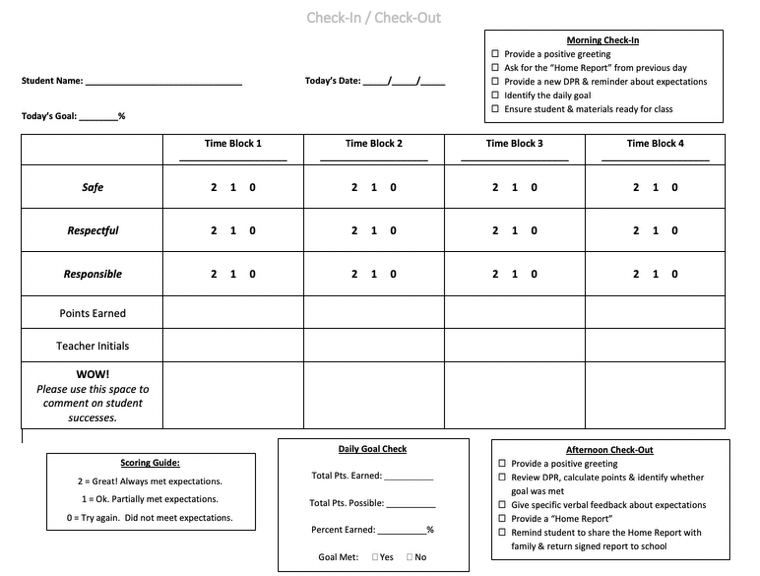 Check-In / Check-Out
Morning Check-In
☐ Provide a positive greeting
☐ Ask for the "Home Report" from previous day
☐ Provide a new DPR & reminder about expectations
☐ Identify the daily goal
☐ Ensure student & materials ready for class
Student Name: ______________________________
Today's Date: _____/_____/_____
Today's Goal: ________%
Time Block 1 Time Block 2 Time Block 3 Time Block 4
Safe 2 1 0 2 1 0 2 1 0 2 1 0
Respectful 2 1 0 2 1 0 2 1 0 2 1 0
Responsible 2 1 0 2 1 0 2 1 0 2 1 0
Points Earned
Teacher Initials
WOW!
Please use this space to
comment on student
successes.
Scoring Guide:
2 = Great! Always met expectations.
1 = Ok. Partially met expectations.
0 = Try again. Did not meet expectations.
Daily Goal Check
Total Pts. Earned: __________
Total Pts. Possible: __________
Percent Earned: __________%
Goal Met: ☐ Yes ☐ No
Afternoon Check-Out
☐ Provide a positive greeting
☐ Review DPR, calculate points & identify whether
goal was met
☐ Give specific verbal feedback about expectations
☐ Provide a "Home Report"
☐ Remind student to share the Home Report with
family & return signed report to school